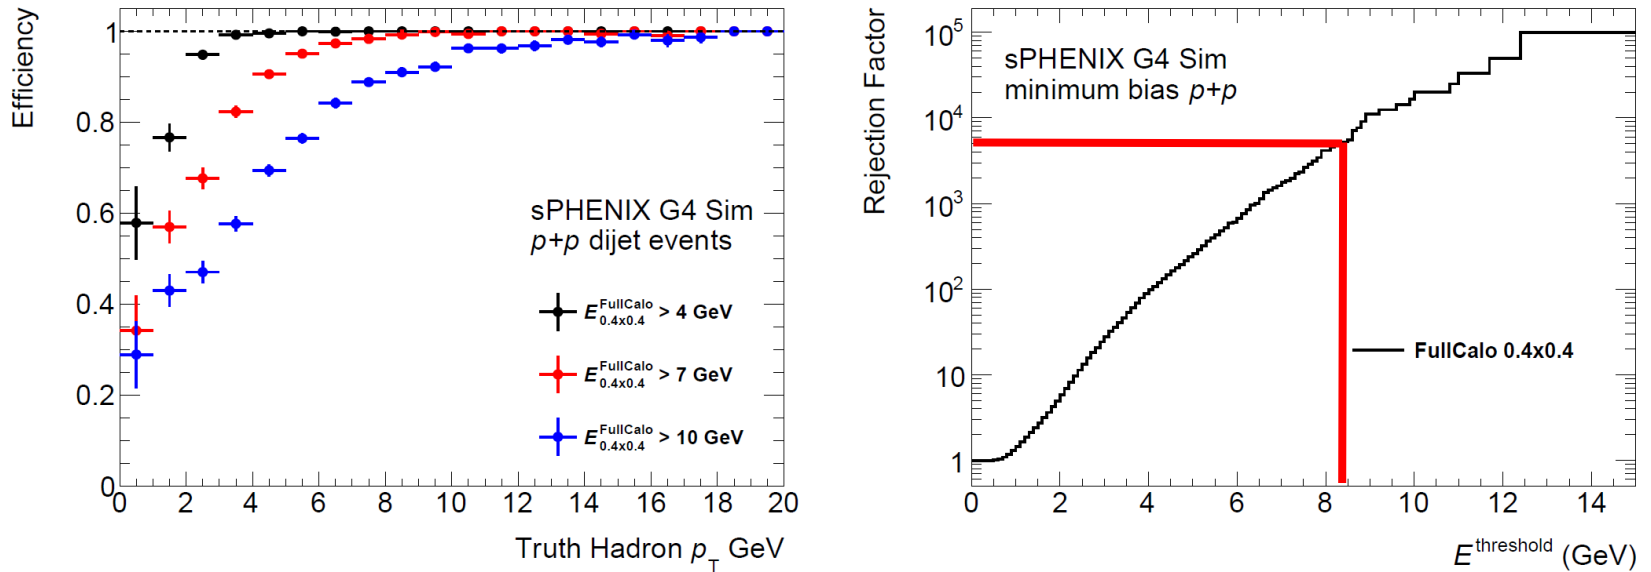 Efficiency
1
0.8
0.6
0.4
0.2
0
0 2 4 6 8 10 12 14 16 18 20
Truth Hadron p_T GeV
sPHENIX G4 Sim
p+p dijet events
E^FullCalo_0.4x0.4 > 4 GeV
E^FullCalo_0.4x0.4 > 7 GeV
E^FullCalo_0.4x0.4 > 10 GeV
Rejection Factor
10^5
10^4
10^3
10^2
10
1
0 2 4 6 8 10 12 14
E^threshold (GeV)
sPHENIX G4 Sim
minimum bias p+p
FullCalo 0.4x0.4